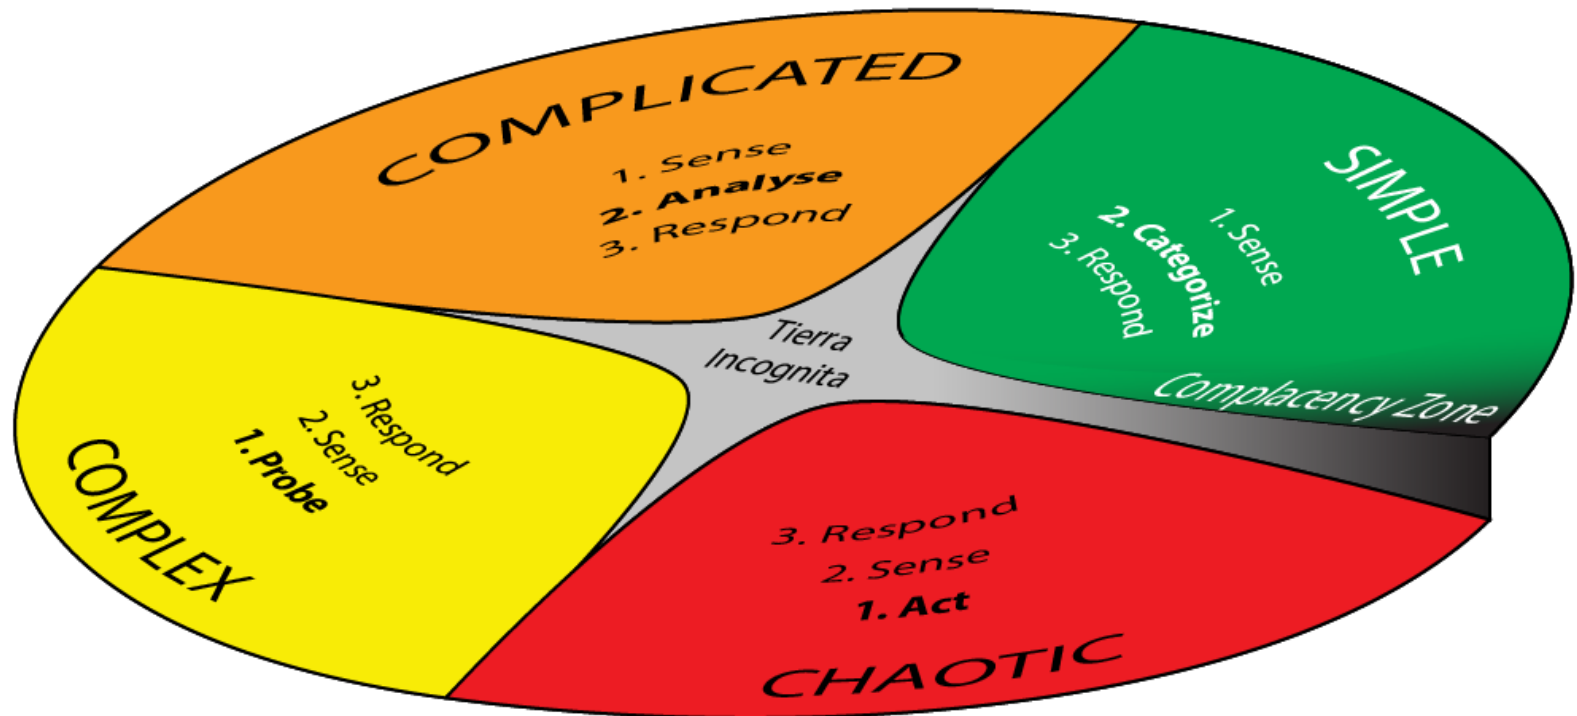 COMPLICATED
1. Sense
2. Analyse
3. Respond
SIMPLE
1. Sense
2. Categorize
3. Respond
Complacency Zone
Tierra
Incognita
COMPLEX
3. Respond
2. Sense
1. Probe
3. Respond
2. Sense
1. Act
CHAOTIC